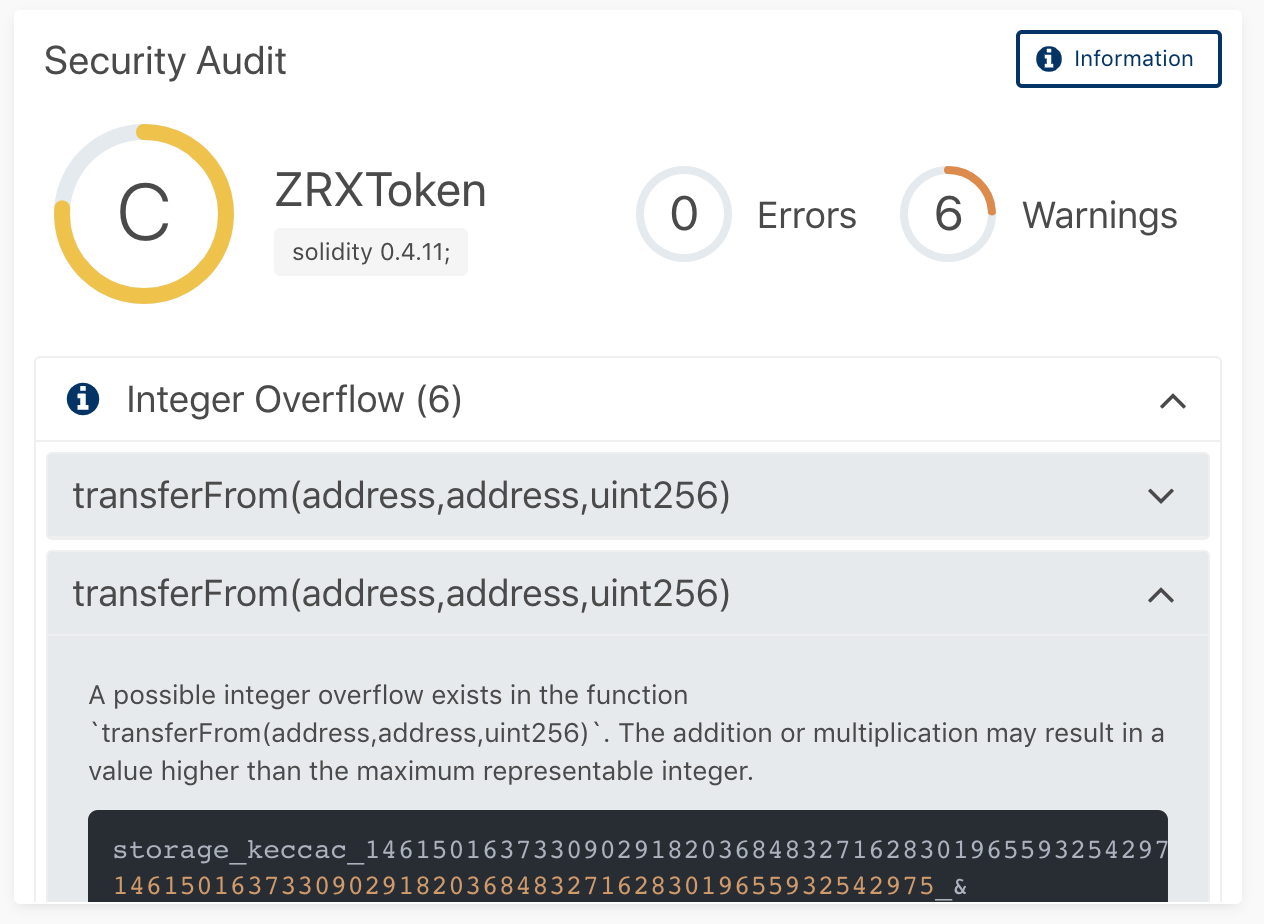 Security Audit
Information
C
ZRXToken
solidity 0.4.11;
0 Errors
6 Warnings
Integer Overflow (6)
transferFrom(address,address,uint256)
transferFrom(address,address,uint256)
A possible integer overflow exists in the function
`transferFrom(address,address,uint256)`. The addition or multiplication may result in a
value higher than the maximum representable integer.
storage_keccac_146150163733090291820368483271628301965593254297
1461501637330902918203684832716283019655932542975_&